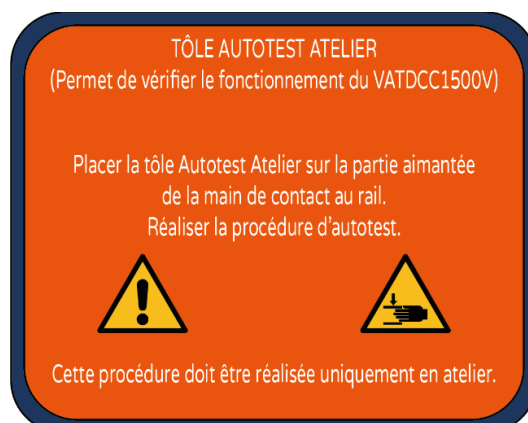 TÔLE AUTOTEST ATELIER
(Permet de vérifier le fonctionnement du VATDCC1500V)
Placer la tôle Autotest Atelier sur la partie aimantée
de la main de contact au rail.
Réaliser la procédure d'autotest.
Cette procédure doit être réalisée uniquement en atelier.